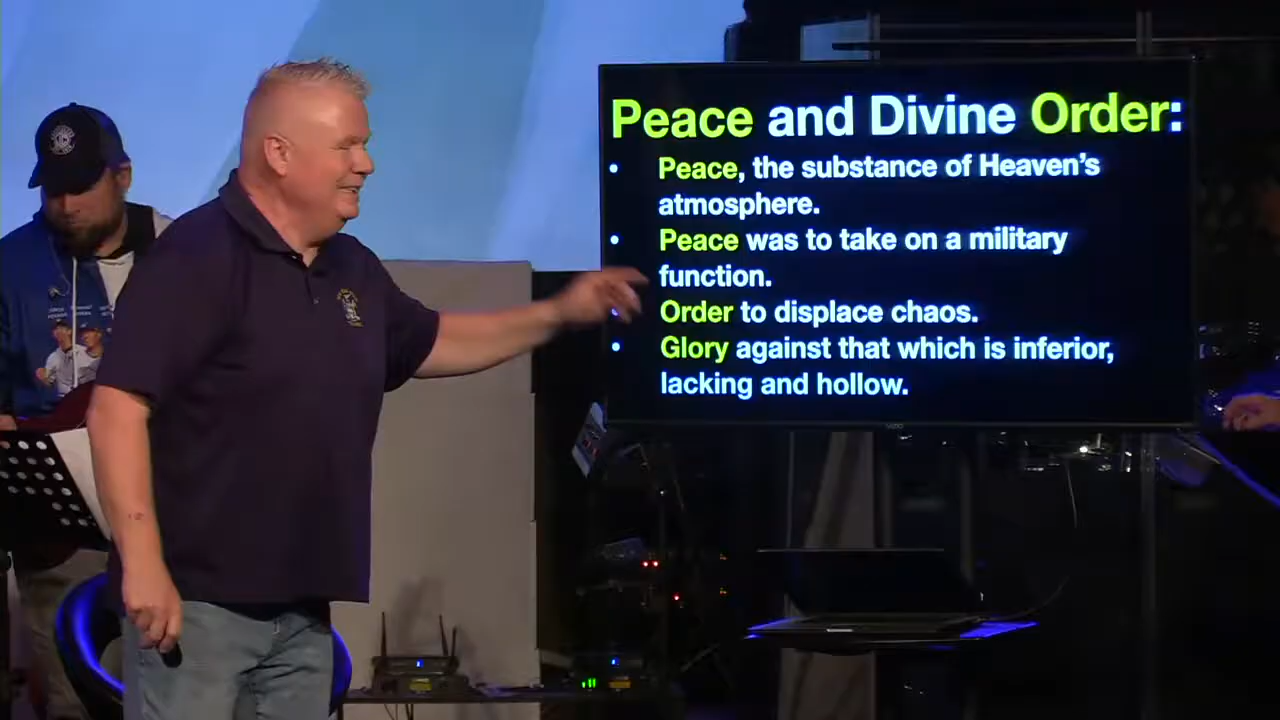 Peace and Divine Order:
• Peace, the substance of Heaven's
atmosphere.
• Peace was to take on a military
function.
• Order to displace chaos.
• Glory against that which is inferior,
lacking and hollow.
VIZIO